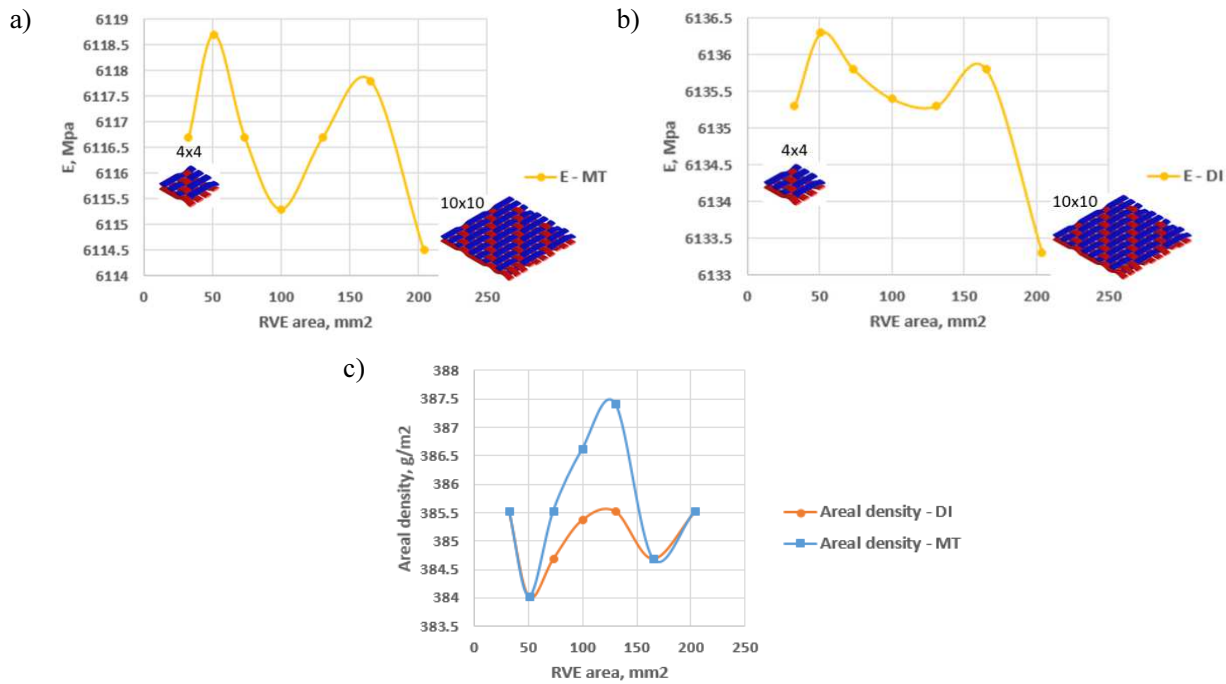 a)
E, Mpa
6119
6118.5
6118
6117.5
6117
6116.5
6116
6115.5
6115
6114.5
6114
0
50
100
150
200
250
RVE area, mm2
4x4
10x10
E - MT
b)
E, Mpa
6136.5
6136
6135.5
6135
6134.5
6134
6133.5
6133
0
50
100
150
200
250
RVE area, mm2
4x4
10x10
E - DI
c)
Areal density, g/m2
388
387.5
387
386.5
386
385.5
385
384.5
384
383.5
0
50
100
150
200
250
RVE area, mm2
Areal density - DI
Areal density - MT